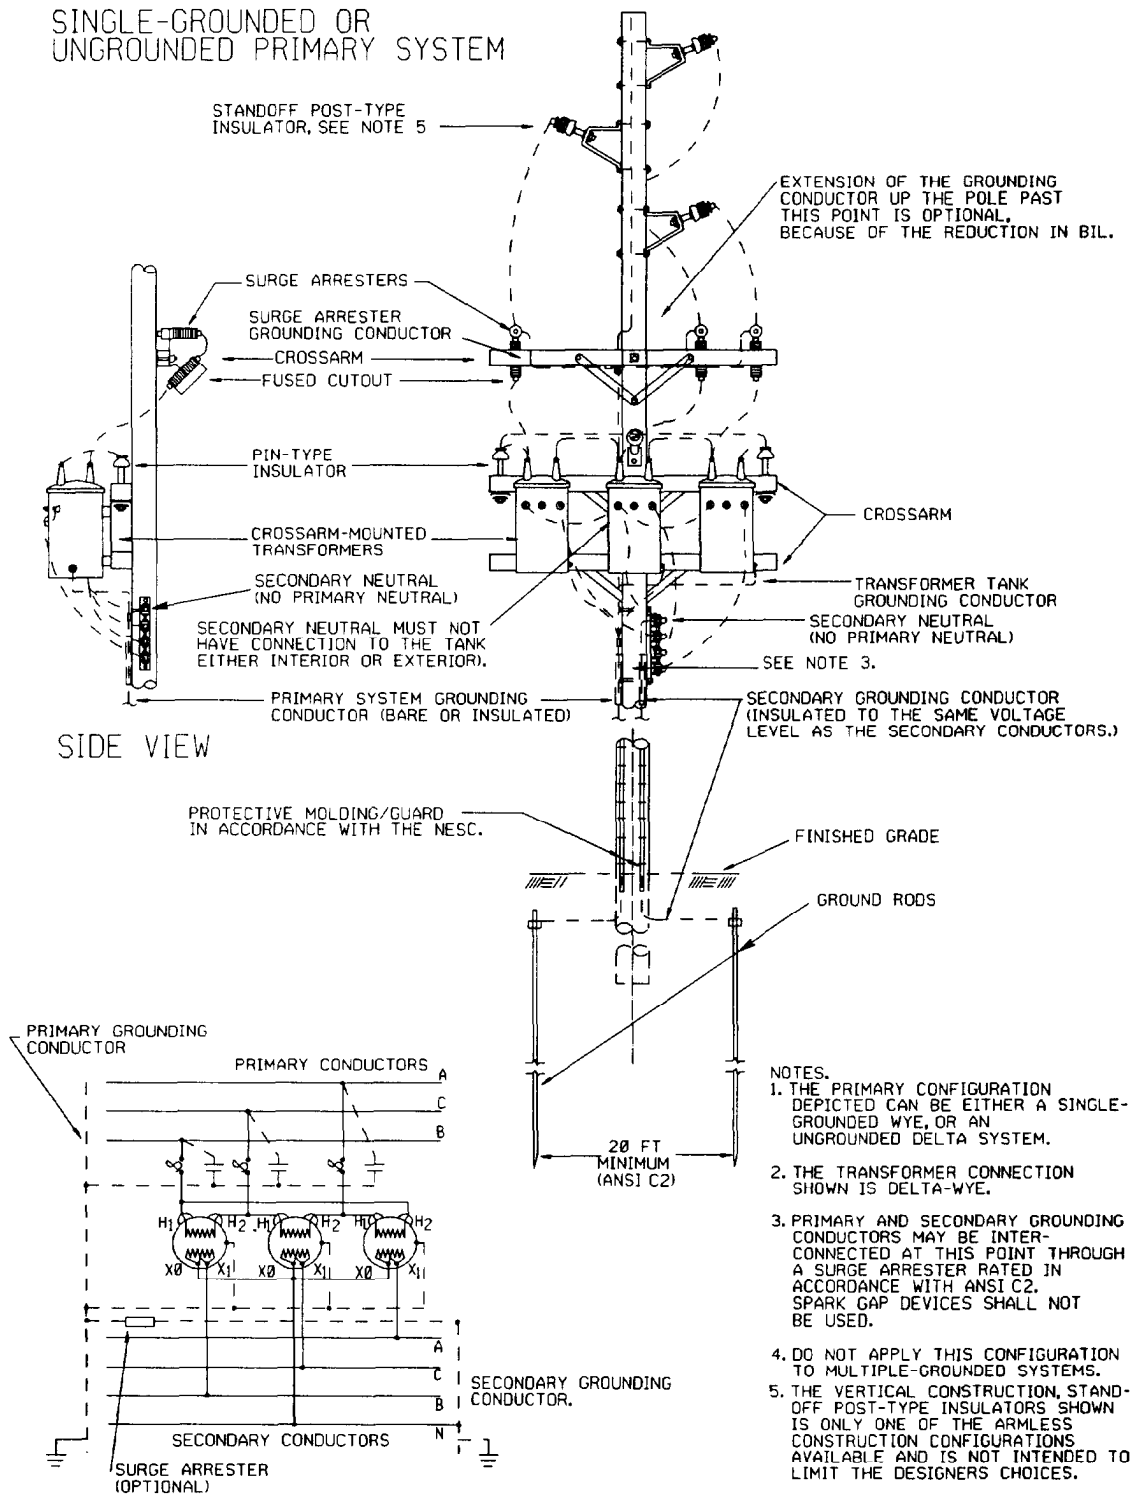 SINGLE-GROUNDED OR
UNGROUNDED PRIMARY SYSTEM
STANDOFF POST-TYPE
INSULATOR, SEE NOTE 5
EXTENSION OF THE GROUNDING
CONDUCTOR UP THE POLE PAST
THIS POINT IS OPTIONAL,
BECAUSE OF THE REDUCTION IN BIL.
SURGE ARRESTERS
SURGE ARRESTER
GROUNDING CONDUCTOR
CROSSARM
FUSED CUTOUT
PIN-TYPE
INSULATOR
CROSSARM
CROSSARM-MOUNTED
TRANSFORMERS
SECONDARY NEUTRAL
(NO PRIMARY NEUTRAL)
TRANSFORMER TANK
GROUNDING CONDUCTOR
SECONDARY NEUTRAL
(NO PRIMARY NEUTRAL)
SECONDARY NEUTRAL MUST NOT
HAVE CONNECTION TO THE TANK
EITHER INTERIOR OR EXTERIOR).
SEE NOTE 3.
PRIMARY SYSTEM GROUNDING
CONDUCTOR (BARE OR INSULATED)
SECONDARY GROUNDING CONDUCTOR
(INSULATED TO THE SAME VOLTAGE
LEVEL AS THE SECONDARY CONDUCTORS.)
SIDE VIEW
PROTECTIVE MOLDING/GUARD
IN ACCORDANCE WITH THE NESC.
FINISHED GRADE
GROUND RODS
20 FT
MINIMUM
(ANSI C2)
PRIMARY GROUNDING
CONDUCTOR
PRIMARY CONDUCTORS
A
C
B
H1 H2 H1 H2 H1 H2
X0 X1 X0 X1 X0 X1
A
C
B
N
SECONDARY GROUNDING
CONDUCTOR.
SECONDARY CONDUCTORS
SURGE ARRESTER
(OPTIONAL)
NOTES.
1. THE PRIMARY CONFIGURATION
DEPICTED CAN BE EITHER A SINGLE-
GROUNDED WYE, OR AN
UNGROUNDED DELTA SYSTEM.
2. THE TRANSFORMER CONNECTION
SHOWN IS DELTA-WYE.
3. PRIMARY AND SECONDARY GROUNDING
CONDUCTORS MAY BE INTER-
CONNECTED AT THIS POINT THROUGH
A SURGE ARRESTER RATED IN
ACCORDANCE WITH ANSI C2.
SPARK GAP DEVICES SHALL NOT
BE USED.
4. DO NOT APPLY THIS CONFIGURATION
TO MULTIPLE-GROUNDED SYSTEMS.
5. THE VERTICAL CONSTRUCTION, STAND-
OFF POST-TYPE INSULATORS SHOWN
IS ONLY ONE OF THE ARMLESS
CONSTRUCTION CONFIGURATIONS
AVAILABLE AND IS NOT INTENDED TO
LIMIT THE DESIGNERS CHOICES.